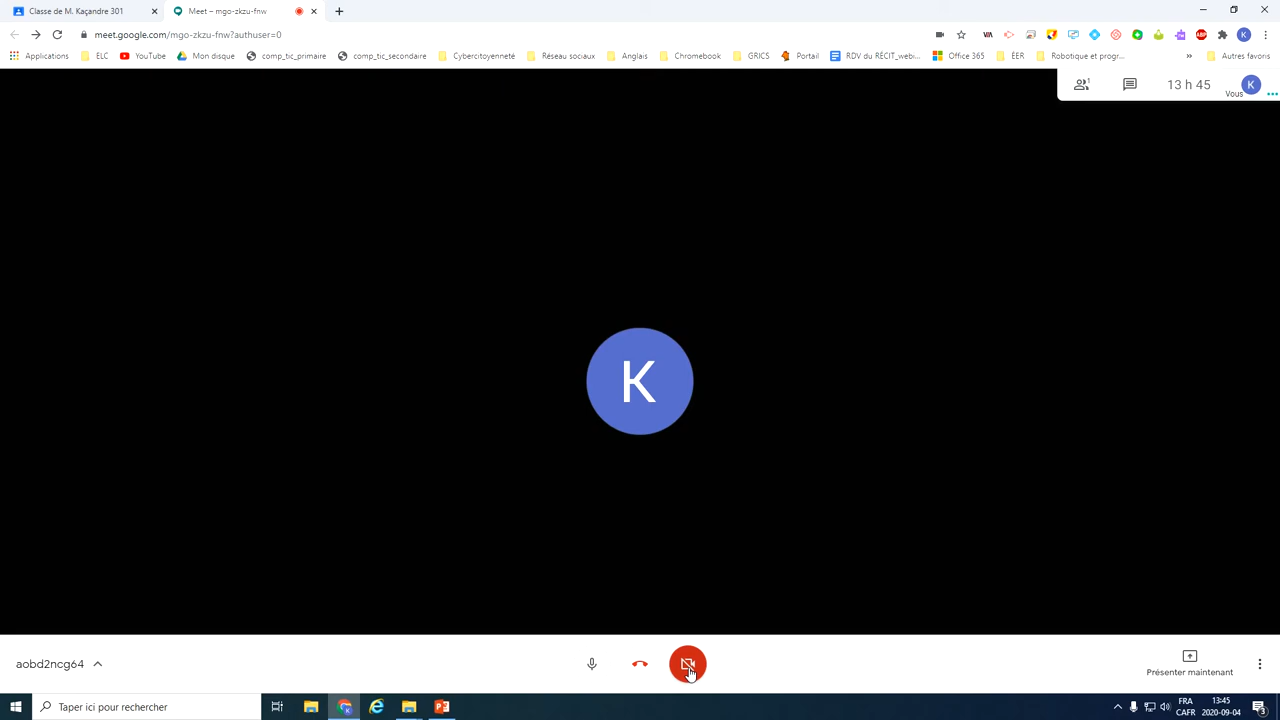 Classe de M. Kaçandre 301
Meet – mgo-zkzu-fnw
meet.google.com/mgo-zkzu-fnw?authuser=0
K
Applications
ELC
YouTube
Mon disque
comp_tic_primaire
comp_tic_secondaire
Cybercitoyenneté
Réseau sociaux
Anglais
Chromebook
GRICS
Portail
RDV du RÉCIT_webi...
Office 365
ÉER
Robotique et progr...
»
Autres favoris
1
13 h 45
Vous
K
K
aobd2ncg64
Présenter maintenant
Taper ici pour rechercher
FRA
CAFR
13:45
2020-09-04
3